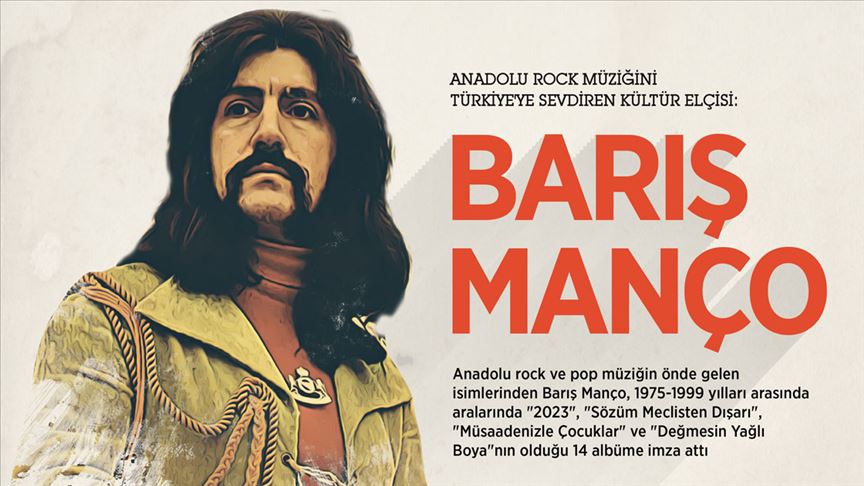 ANADOLU ROCK MÜZİĞİNİ
TÜRKİYE'YE SEVDİREN KÜLTÜR ELÇİSİ:
BARIŞ
MANÇO
Anadolu rock ve pop müziğin önde gelen
isimlerinden Barış Manço, 1975-1999 yılları arasında
aralarında "2023", "Sözüm Meclisten Dışarı",
"Müsaadenizle Çocuklar" ve "Değmesin Yağlı
Boya"nın olduğu 14 albüme imza attı